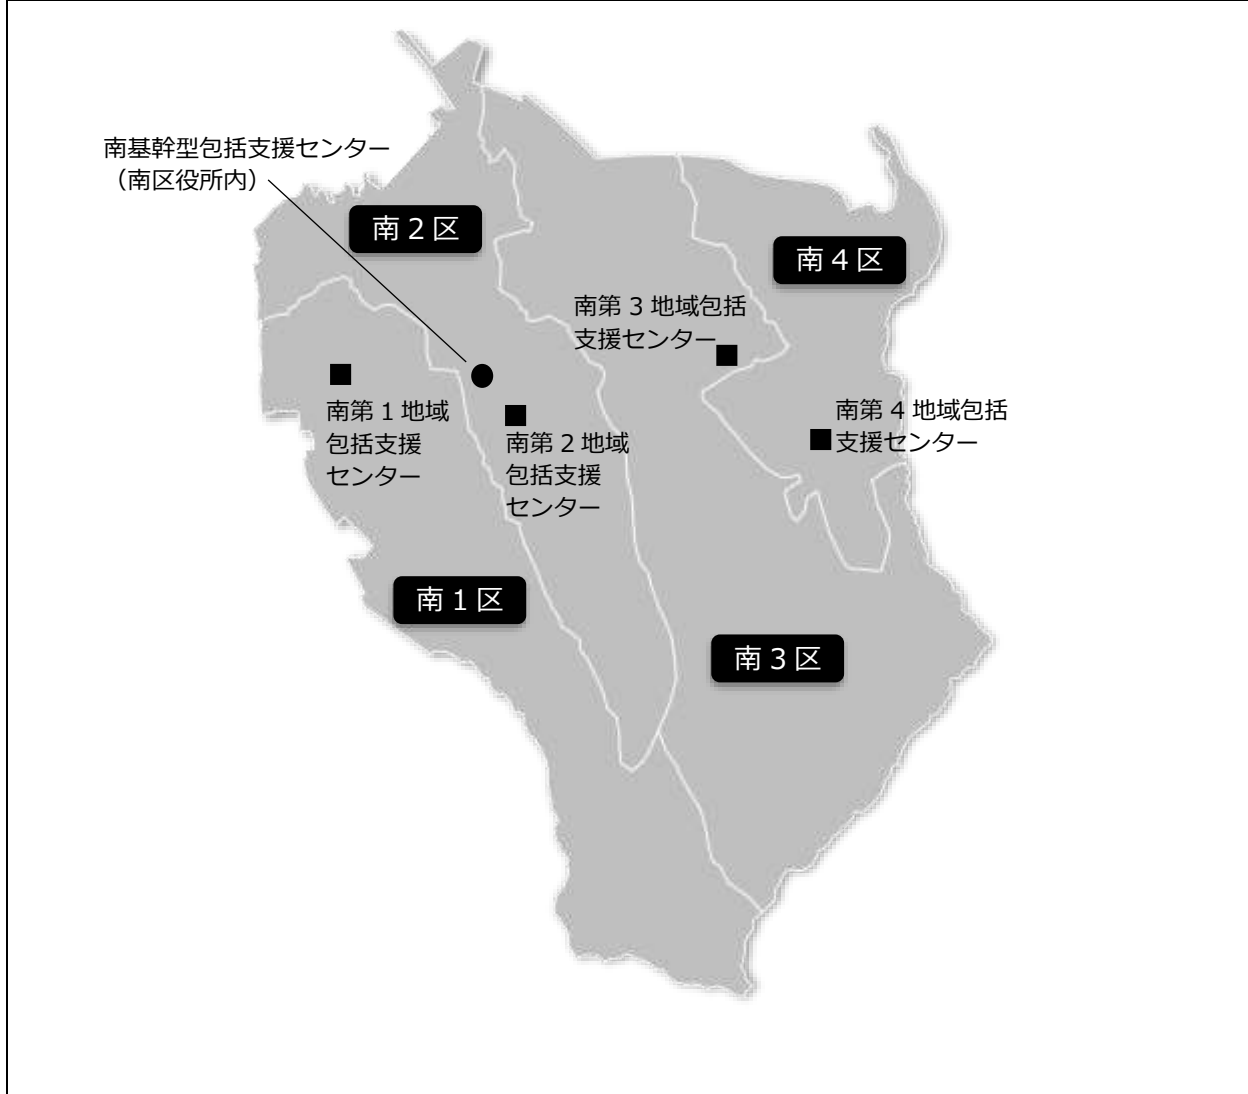 南基幹型包括支援センター
（南区役所内）
南２区
南４区
南第３地域包括
支援センター
南第１地域
包括支援
センター
南第２地域
包括支援
センター
南第４地域包括
支援センター
南１区
南３区